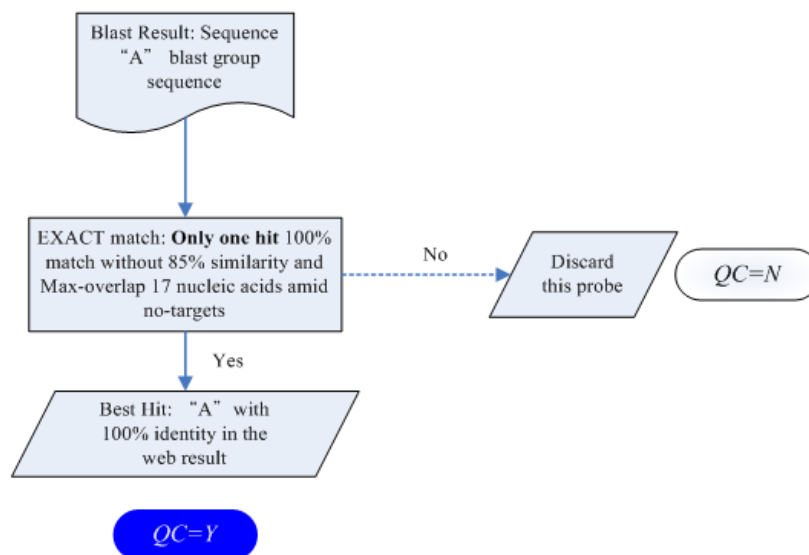 Blast Result: Sequence
“A” blast group
sequence
EXACT match: Only one hit 100%
match without 85% similarity and
Max-overlap 17 nucleic acids amid
no-targets
No
Discard
this probe
QC=N
Yes
Best Hit: “A” with
100% identity in the
web result
QC=Y